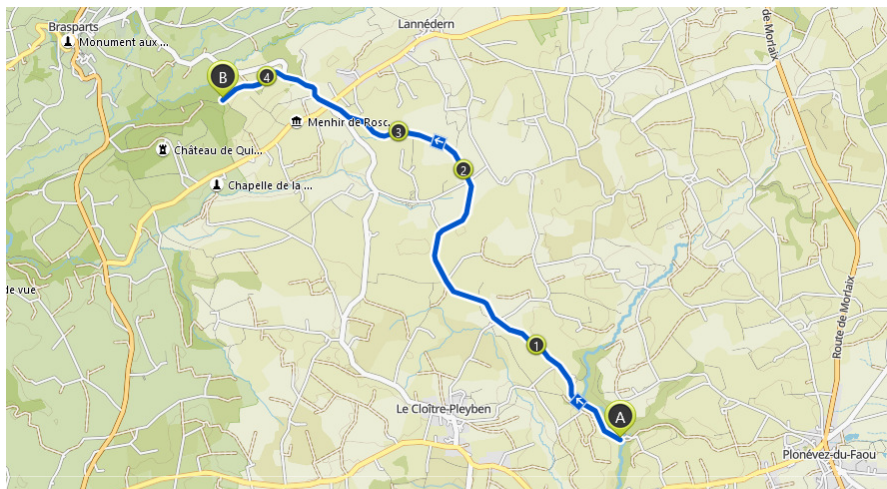 Lannédern
de Morlaix
Brasparts
Monument aux ...
B
4
Menhir de Rosc...
3
2
Château de Qui...
Chapelle de la ...
de vue
Route de Morlaix
1
Le Cloître-Pleyben
A
Plonévez-du-Faou